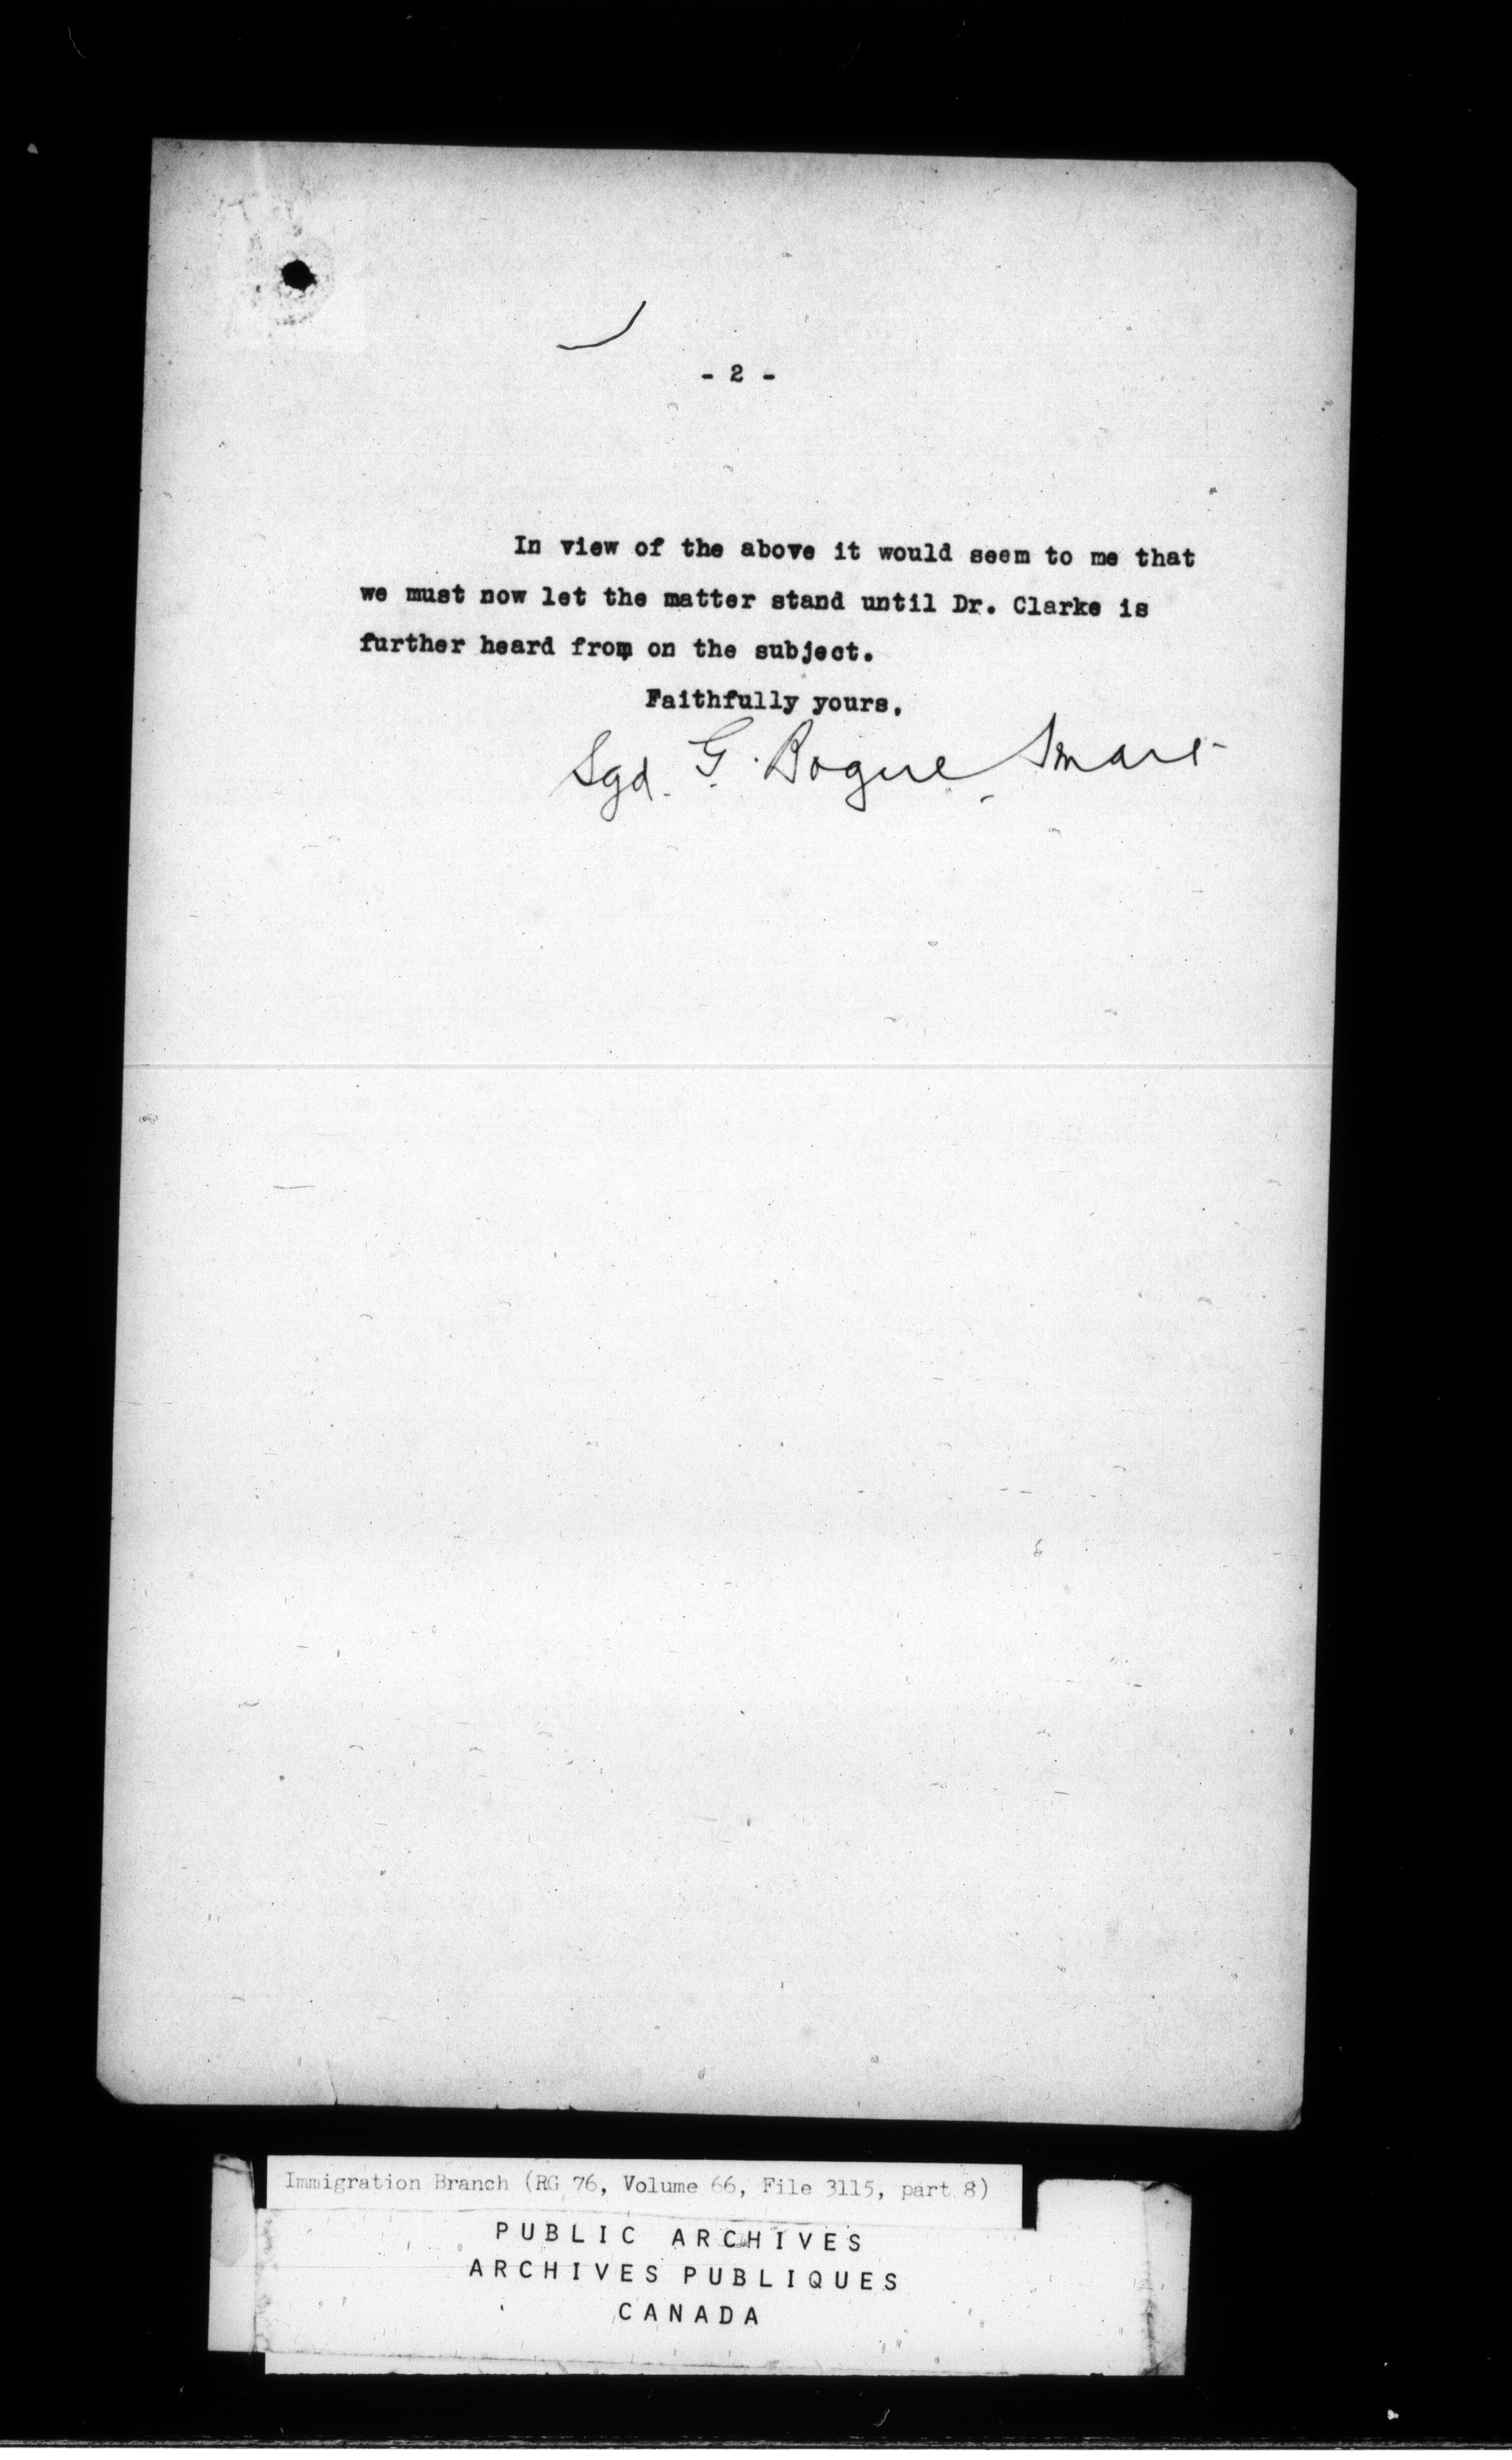 - 2 -
In view of the above it would seem to me that
we must now let the matter stand until Dr. Clarke is
further heard from on the subject.
Faithfully yours,
Sgd. G. Bogue Smart
Immigration Branch (RG 76, Volume 66, File 3115, part 8)
PUBLIC ARCHIVES
ARCHIVES PUBLIQUES
CANADA